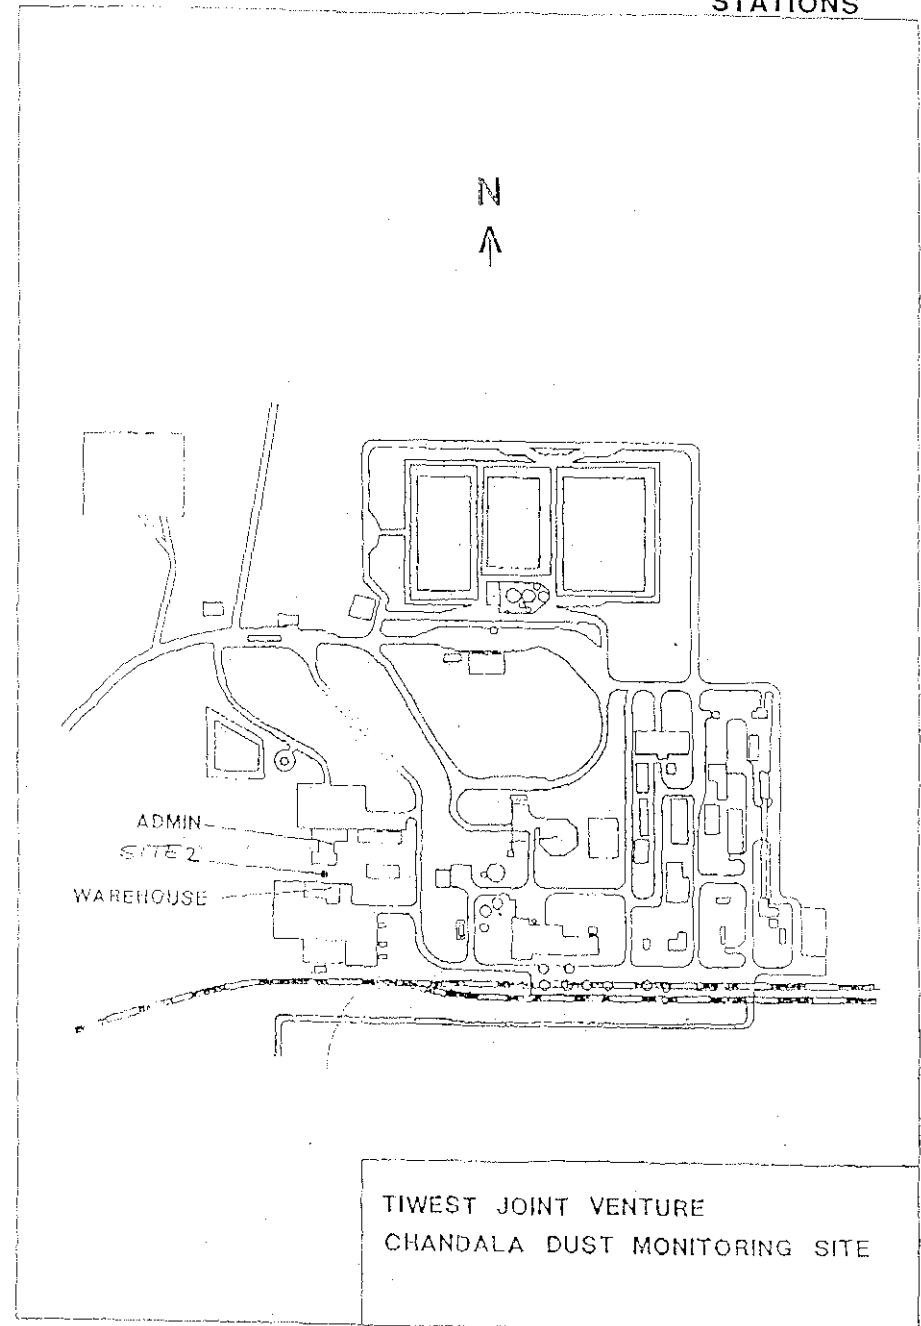 STATIONS
N
ADMIN
SITE 2
WAREHOUSE
TIWEST JOINT VENTURE
CHANDALA DUST MONITORING SITE